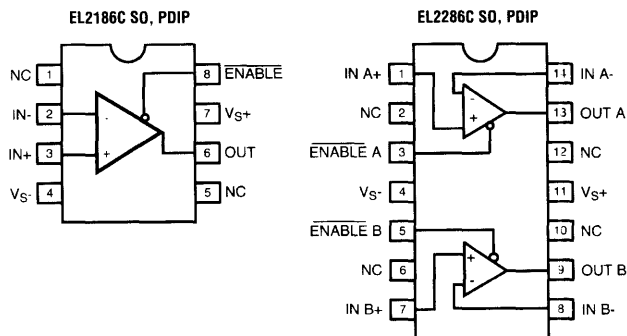 EL2186C SO, PDIP
NC 1
8 ENABLE
IN- 2
-
7 VS+
IN+ 3
+
6 OUT
VS- 4
5 NC
EL2286C SO, PDIP
IN A+ 1
14 IN A-
-
NC 2
+
13 OUT A
ENABLE A 3
12 NC
VS- 4
11 VS+
ENABLE B 5
10 NC
+
NC 6
-
9 OUT B
IN B+ 7
8 IN B-